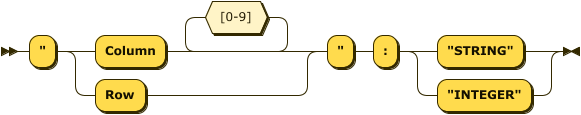 [0-9]
" Column " : "STRING"
Row "INTEGER"